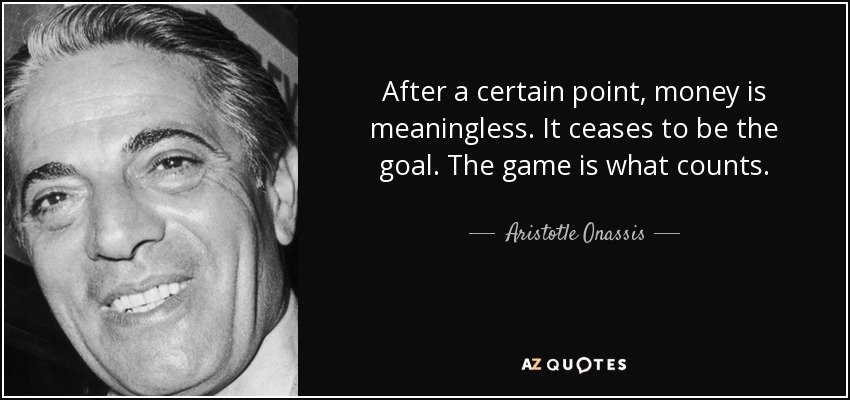 After a certain point, money is
meaningless. It ceases to be the
goal. The game is what counts.
Aristotle Onassis
AZ QUOTES